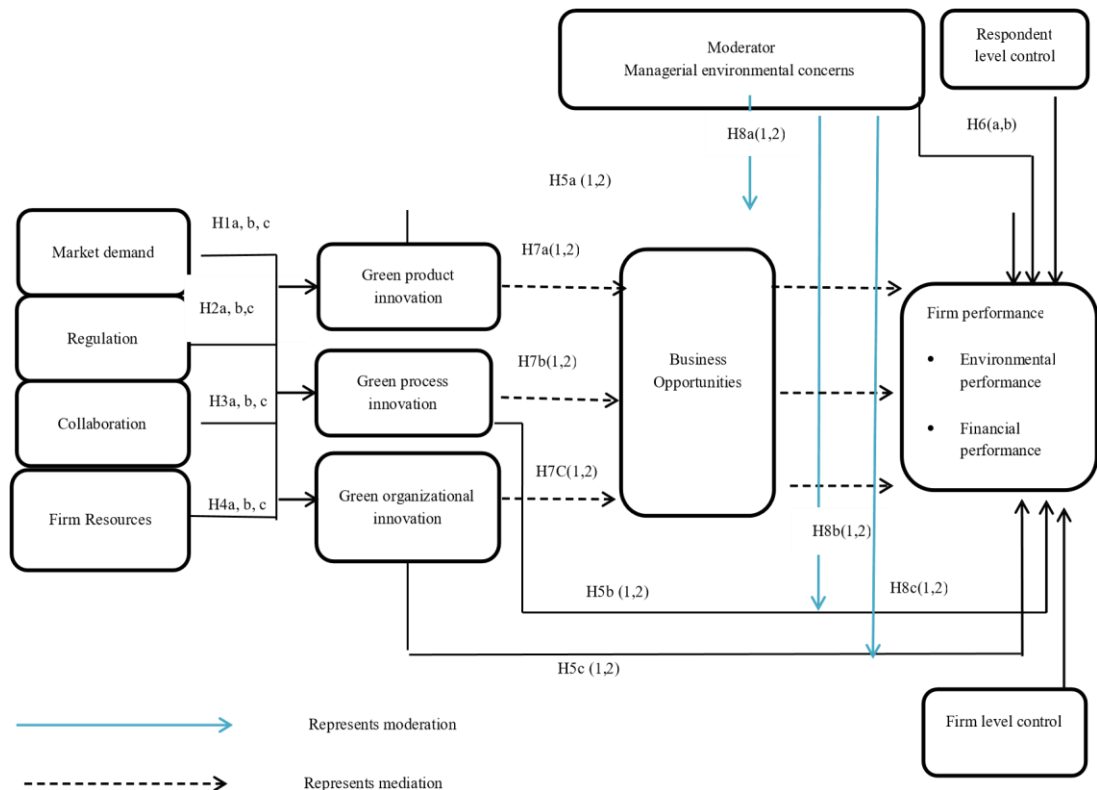 Moderator
Managerial environmental concerns
Respondent
level control
H8a(1,2)
H6(a,b)
H5a (1,2)
H1a, b, c
Market demand
H7a(1,2)
Green product
innovation
H2a, b,c
Regulation
Firm performance
Business
Opportunities
H7b(1,2)
Green process
innovation
• Environmental
performance
H3a, b, c
Collaboration
• Financial
performance
H7C(1,2)
H4a, b, c
Green organizational
innovation
Firm Resources
H8b(1,2)
H5b (1,2)
H8c(1,2)
H5c (1,2)
Represents moderation
Firm level control
Represents mediation